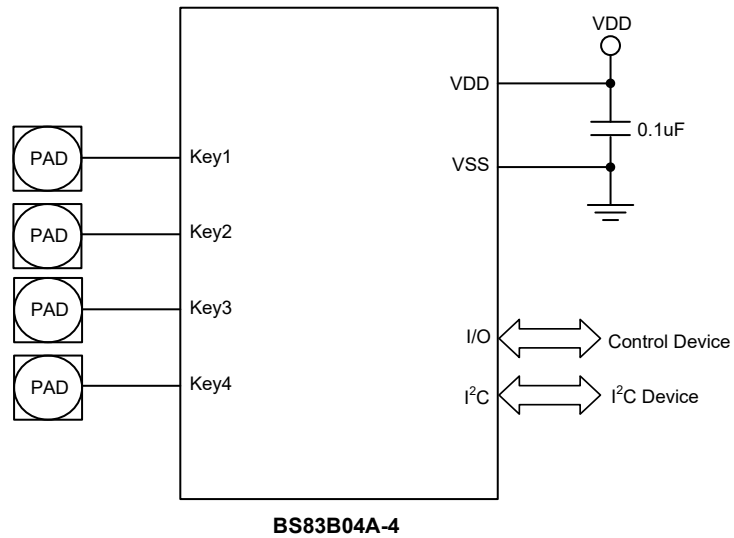 VDD
VDD
0.1uF
PAD
Key1
VSS
PAD
Key2
PAD
Key3
I/O
Control Device
PAD
Key4
I²C
I²C Device
BS83B04A-4